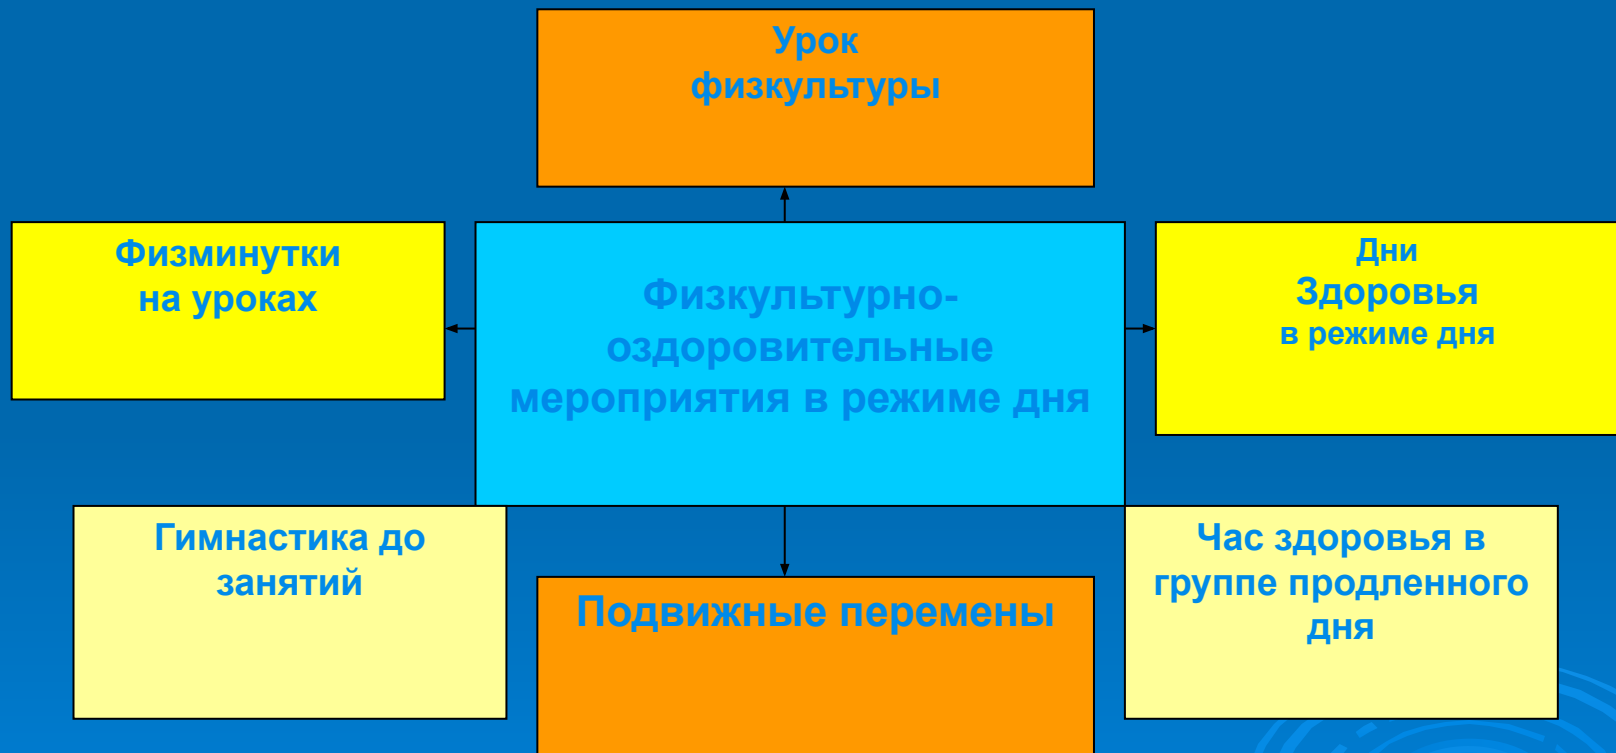 Урок
физкультуры
Физминутки
на уроках
Физкультурно-
оздоровительные
мероприятия в режиме дня
Дни
Здоровья
в режиме дня
Гимнастика до
занятий
Подвижные перемены
Час здоровья в
группе продленного
дня